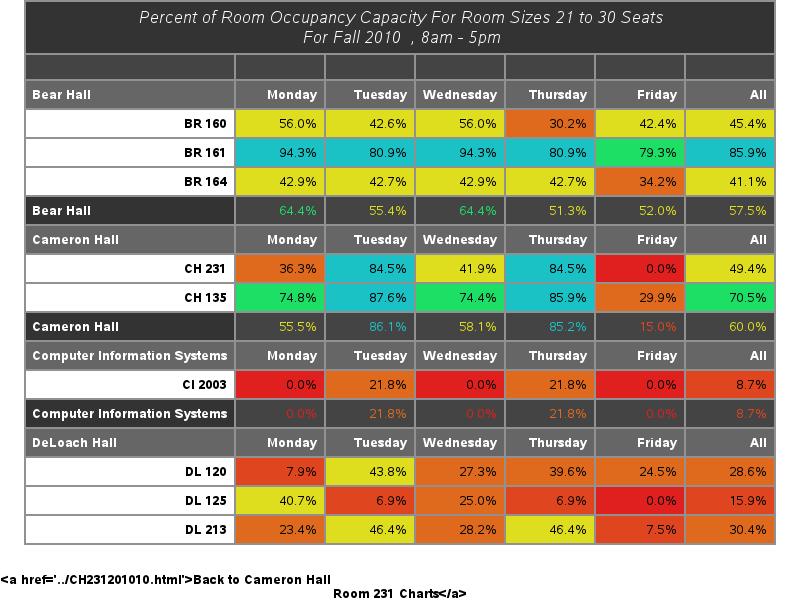 Percent of Room Occupancy Capacity For Room Sizes 21 to 30 Seats
For Fall 2010 , 8am - 5pm
Bear Hall Monday Tuesday Wednesday Thursday Friday All
BR 160 56.0% 42.6% 56.0% 30.2% 42.4% 45.4%
BR 161 94.3% 80.9% 94.3% 80.9% 79.3% 85.9%
BR 164 42.9% 42.7% 42.9% 42.7% 34.2% 41.1%
Bear Hall 64.4% 55.4% 64.4% 51.3% 52.0% 57.5%
Cameron Hall Monday Tuesday Wednesday Thursday Friday All
CH 231 36.3% 84.5% 41.9% 84.5% 0.0% 49.4%
CH 135 74.8% 87.6% 74.4% 85.9% 29.9% 70.5%
Cameron Hall 55.5% 86.1% 58.1% 85.2% 15.0% 60.0%
Computer Information Systems Monday Tuesday Wednesday Thursday Friday All
CI 2003 0.0% 21.8% 0.0% 21.8% 0.0% 8.7%
Computer Information Systems 0.0% 21.8% 0.0% 21.8% 0.0% 8.7%
DeLoach Hall Monday Tuesday Wednesday Thursday Friday All
DL 120 7.9% 43.8% 27.3% 39.6% 24.5% 28.6%
DL 125 40.7% 6.9% 25.0% 6.9% 0.0% 15.9%
DL 213 23.4% 46.4% 28.2% 46.4% 7.5% 30.4%
<a href='../CH231201010.html'>Back to Cameron Hall
Room 231 Charts</a>